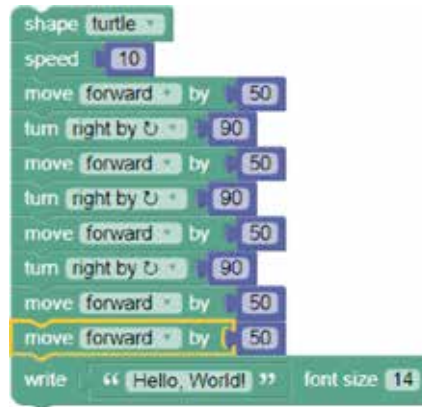 shape turtle
speed 10
move forward by 50
turn right by ↻ 90
move forward by 50
turn right by ↻ 90
move forward by 50
turn right by ↻ 90
move forward by 50
move forward by 50
write “ Hello, World! ” font size 14